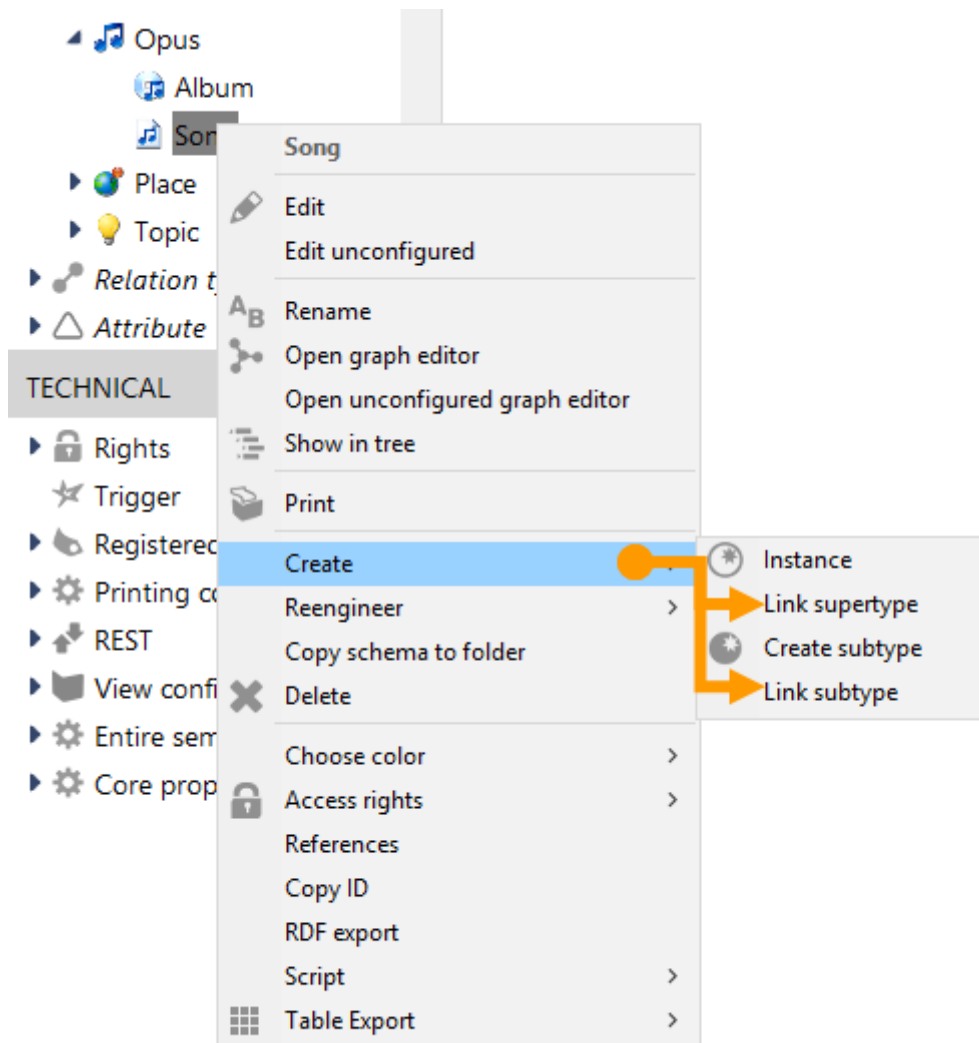 Opus
Album
Son
Place
Topic
Relation t
Attribute
TECHNICAL
Rights
Trigger
Registered
Printing co
REST
View confi
Entire sem
Core prop
Song
Edit
Edit unconfigured
AB Rename
Open graph editor
Open unconfigured graph editor
Show in tree
Print
Create
Reengineer
Copy schema to folder
Delete
Choose color
Access rights
References
Copy ID
RDF export
Script
Table Export
Instance
Link supertype
Create subtype
Link subtype